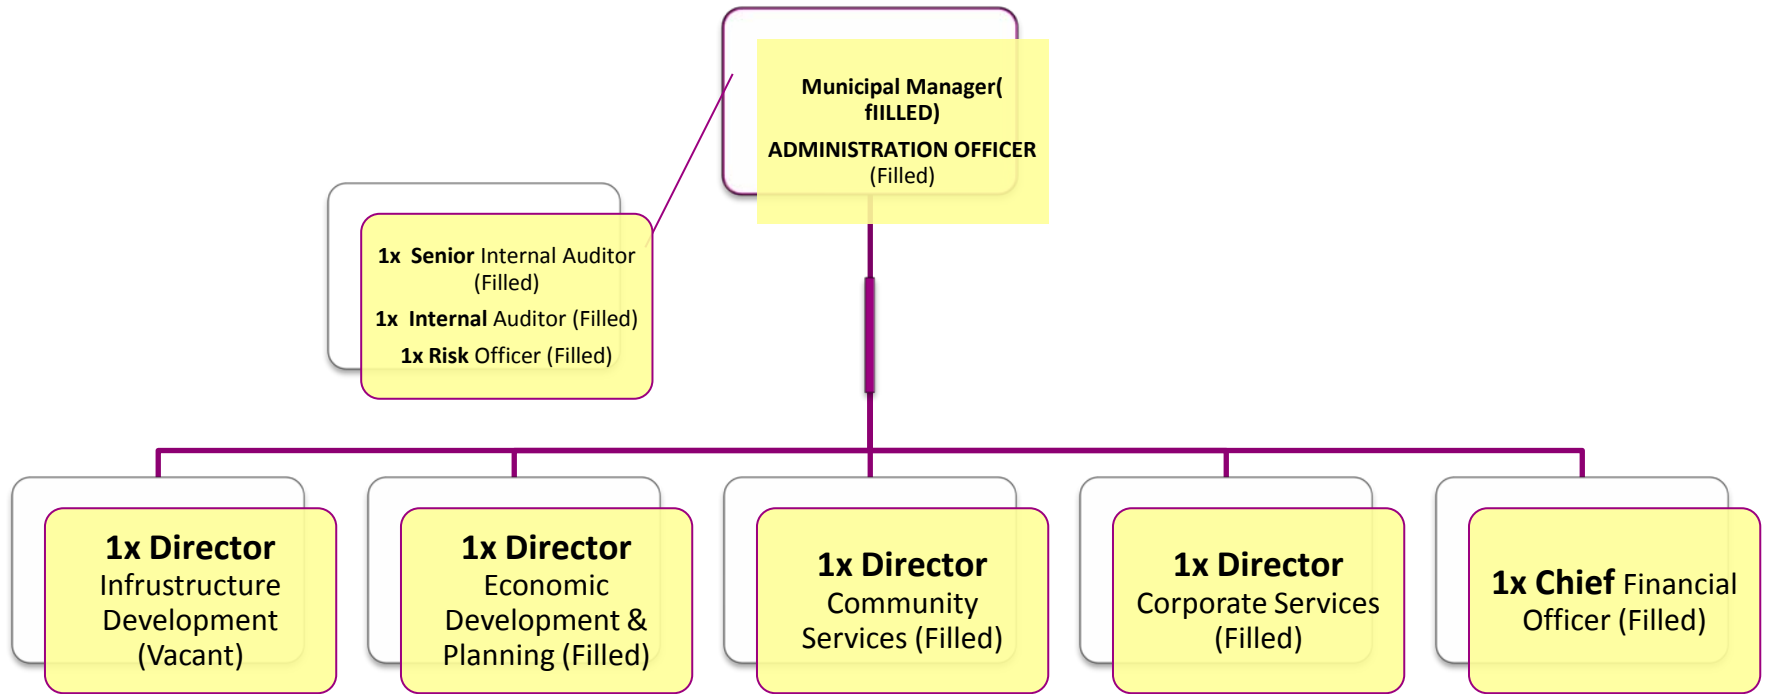 Municipal Manager(
fIILLED)
ADMINISTRATION OFFICER
(Filled)
1x  Senior Internal Auditor
(Filled)
1x  Internal Auditor (Filled)
1x Risk Officer (Filled)
1x Director
Infrustructure
Development
(Vacant)
1x Director
Economic
Development &
Planning (Filled)
1x Director
Community
Services (Filled)
1x Director
Corporate Services
(Filled)
1x Chief Financial
Officer (Filled)